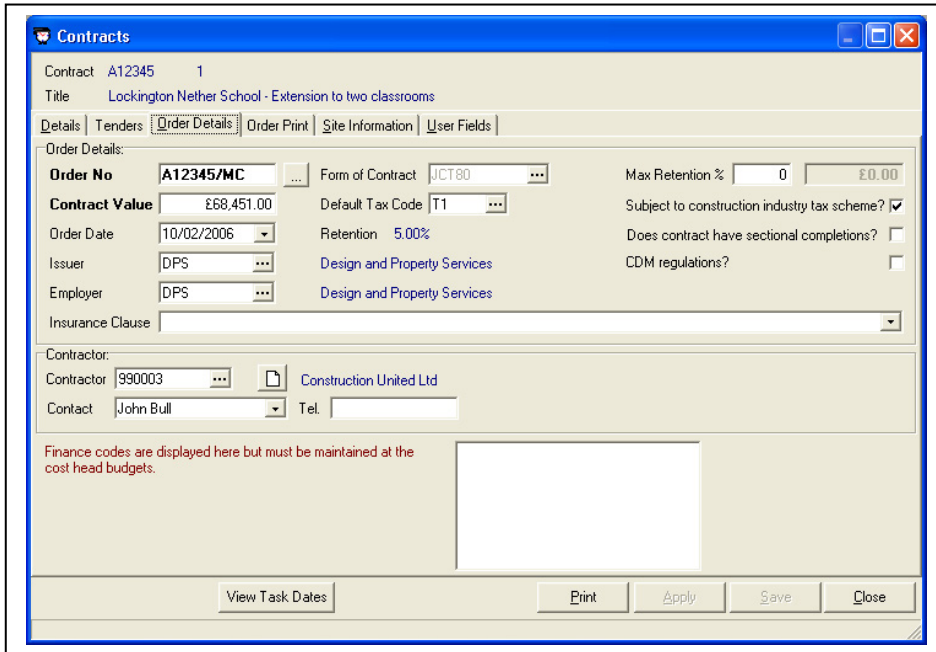 Contracts
Contract A12345 1
Title Lockington Nether School - Extension to two classrooms
Details Tenders Order Details Order Print Site Information User Fields
Order Details:
Order No A12345/MC ... Form of Contract JCT80 ... Max Retention % 0 £0.00
Contract Value £68,451.00 Default Tax Code T1 ... Subject to construction industry tax scheme?
Order Date 10/02/2006 Retention 5.00% Does contract have sectional completions?
Issuer DPS ... Design and Property Services CDM regulations?
Employer DPS ... Design and Property Services
Insurance Clause
Contractor:
Contractor 990003 ... Construction United Ltd
Contact John Bull Tel.
Finance codes are displayed here but must be maintained at the
cost head budgets.
View Task Dates Print Apply Save Close